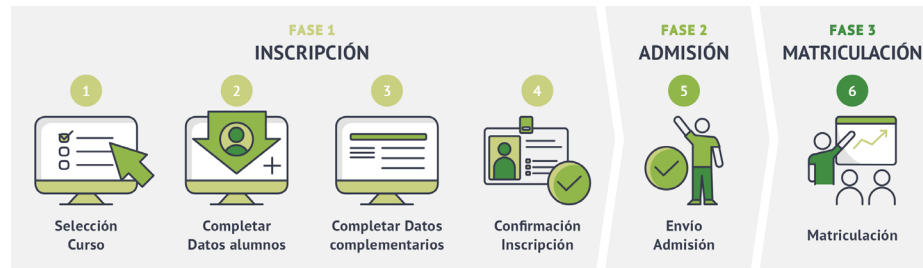 FASE 1
INSCRIPCIÓN
1
Selección
Curso
2
Completar
Datos alumnos
3
Completar Datos
complementarios
4
Confirmación
Inscripción
FASE 2
ADMISIÓN
5
Envío
Admisión
FASE 3
MATRICULACIÓN
6
Matriculación